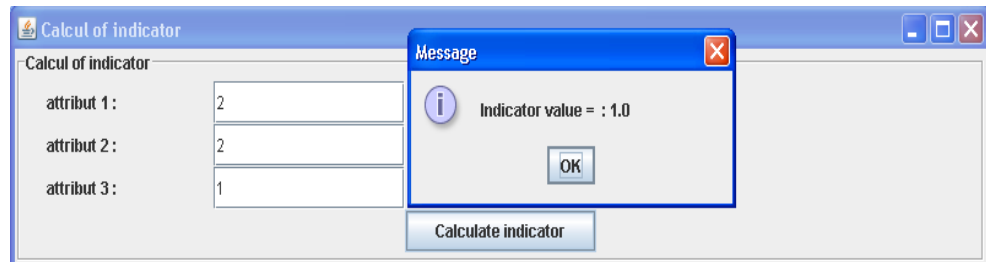 Calcul of indicator
Calcul of indicator
attribut 1 :
2
attribut 2 :
2
attribut 3 :
1
Calculate indicator
Message
Indicator value = : 1.0
OK